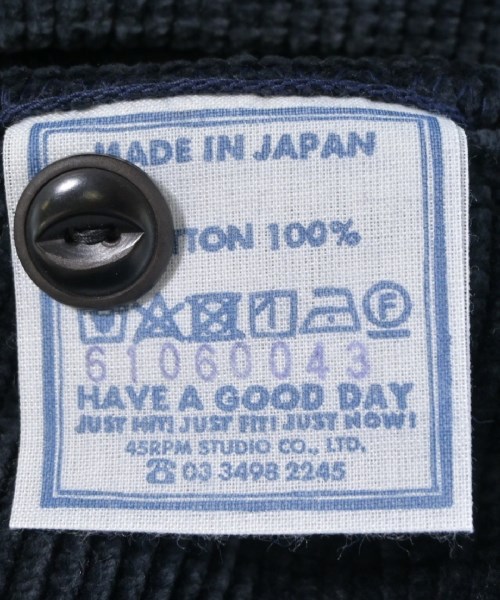 MADE IN JAPAN
100%
61060043
HAVE A GOOD DAY
JUST HIT! JUST FIT! JUST NOW!
45RPM STUDIO CO., LTD.
☎ 03 3498 2245